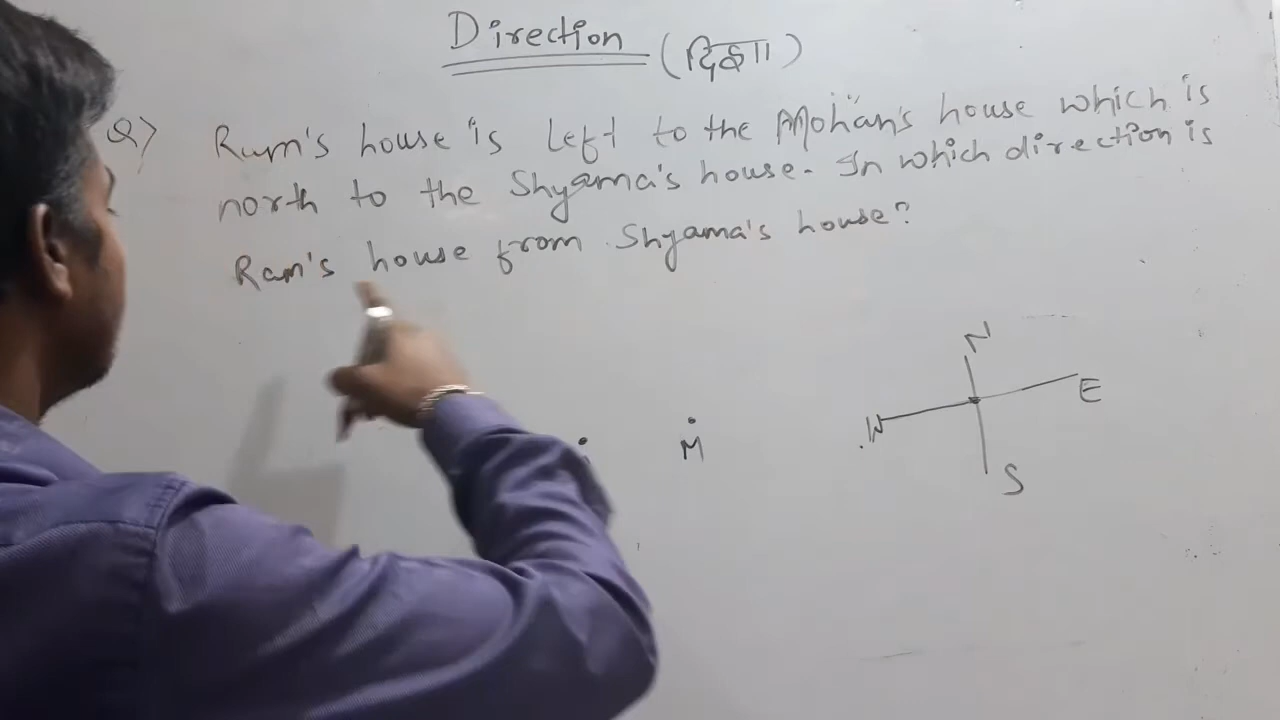 Direction (दिशा)
Q) Ram's house is left to the Mohan's house which is
north to the Shyama's house. In which direction is
Ram's house from Shyama's house?
N
E
W
M
S